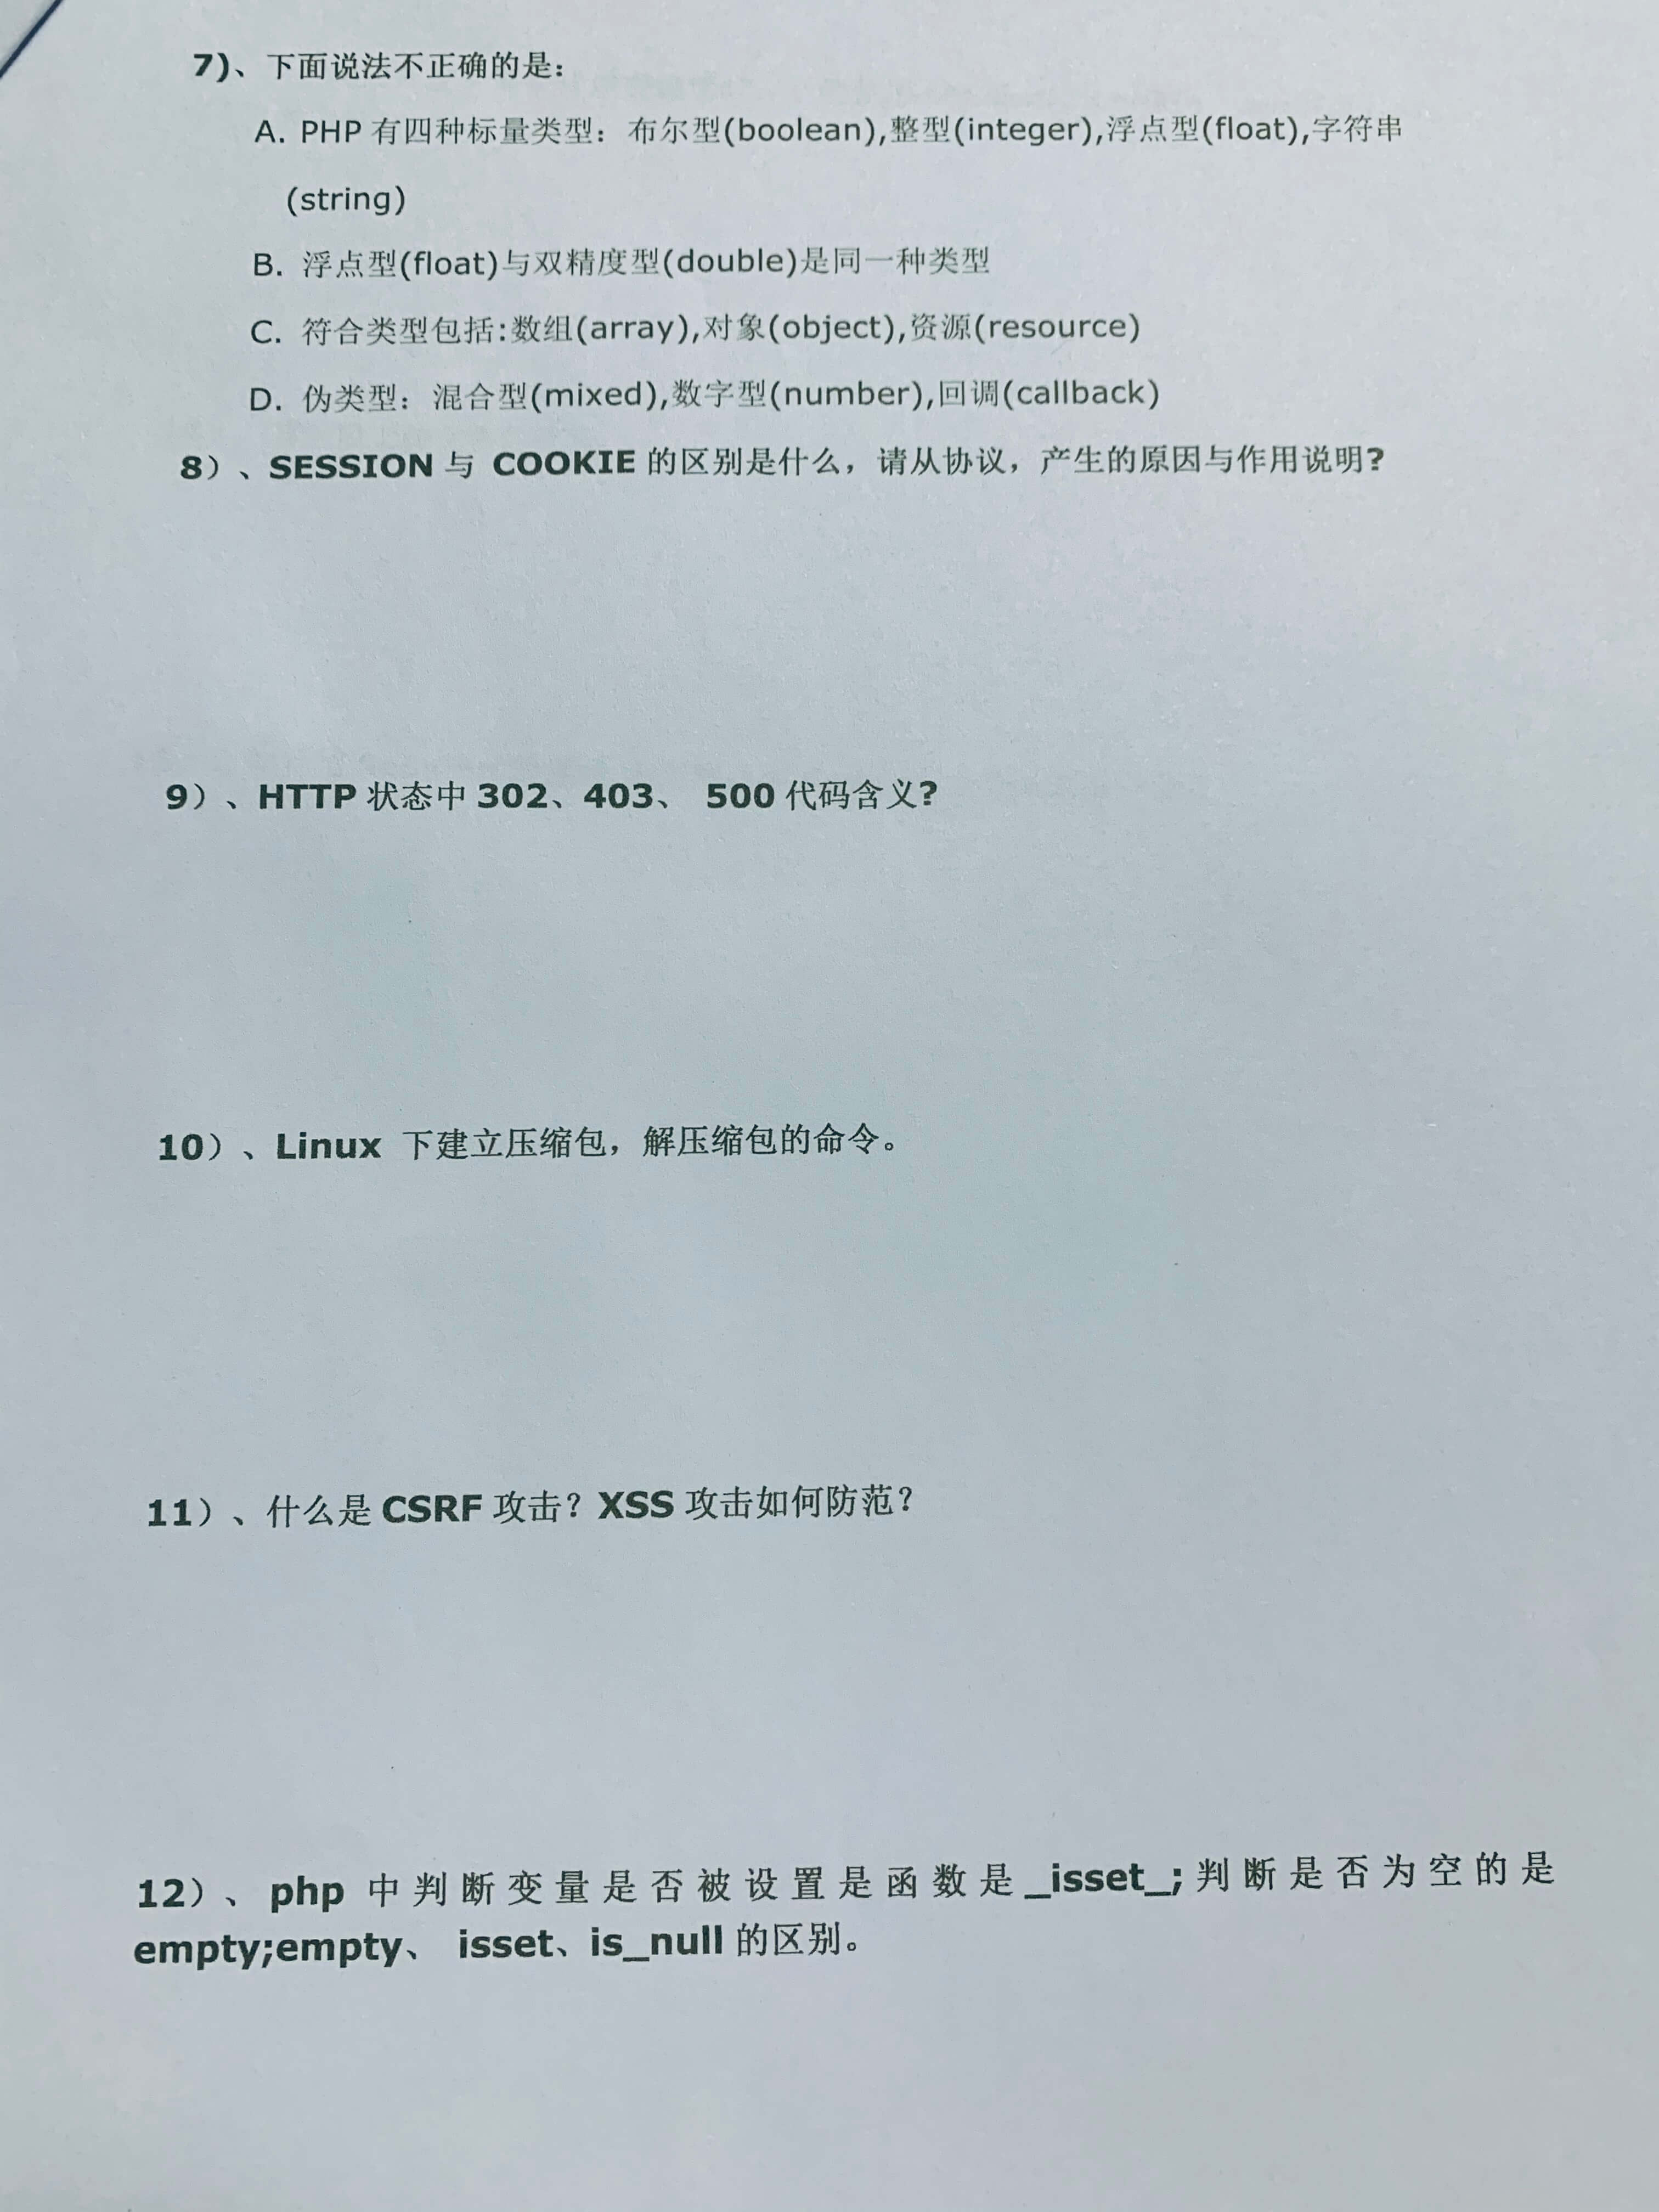 7)、下面说法不正确的是：
A. PHP 有四种标量类型：布尔型(boolean),整型(integer),浮点型(float),字符串
(string)
B. 浮点型(float)与双精度型(double)是同一种类型
C. 符合类型包括:数组(array),对象(object),资源(resource)
D. 伪类型：混合型(mixed),数字型(number),回调(callback)
8）、SESSION 与 COOKIE 的区别是什么，请从协议，产生的原因与作用说明?
9）、HTTP 状态中 302、403、 500 代码含义?
10）、Linux 下建立压缩包，解压缩包的命令。
11）、什么是 CSRF 攻击？XSS 攻击如何防范？
12）、php 中判断变量是否被设置是函数是_isset_;判断是否为空的是
empty;empty、 isset、is_null 的区别。